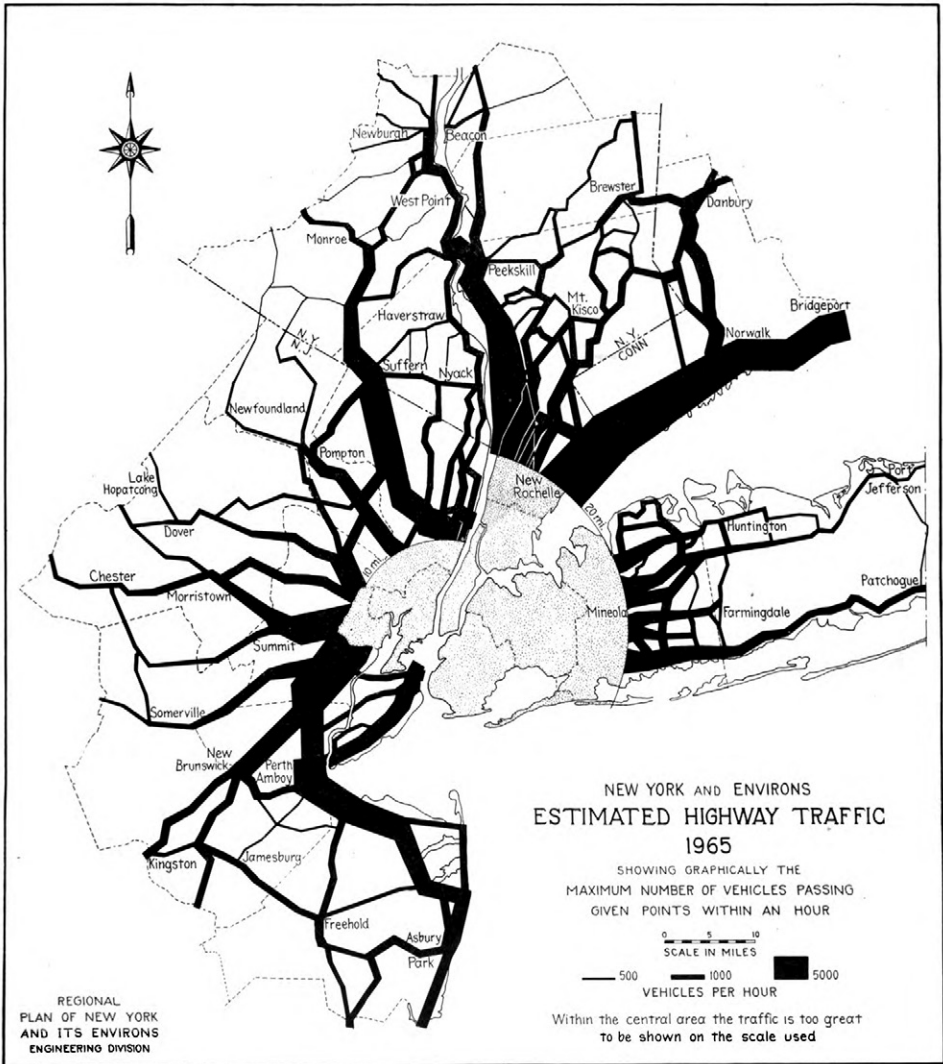 Newburgh
Beacon
West Point
Brewster
Danbury
Monroe
Peekskill
Haverstraw
Mt.
Kisco
Bridgeport
N. Y.
N. J.
N. Y.
CONN
Norwalk
Suffern
Nyack
Newfoundland
Pompton
Lake
Hopatcong
New
Rochelle
20 mi.
Port
Jefferson
Dover
Huntington
10 mi.
Chester
Morristown
Patchogue
Mineola
Farmingdale
Summit
Somerville
New
Brunswick
Perth
Amboy
Kingston
Jamesburg
Freehold
Asbury
Park
NEW YORK AND ENVIRONS
ESTIMATED HIGHWAY TRAFFIC
1965
SHOWING GRAPHICALLY THE
MAXIMUM NUMBER OF VEHICLES PASSING
GIVEN POINTS WITHIN AN HOUR
0 5 10
SCALE IN MILES
500 1000 5000
VEHICLES PER HOUR
Within the central area the traffic is too great
to be shown on the scale used
REGIONAL
PLAN OF NEW YORK
AND ITS ENVIRONS
ENGINEERING DIVISION